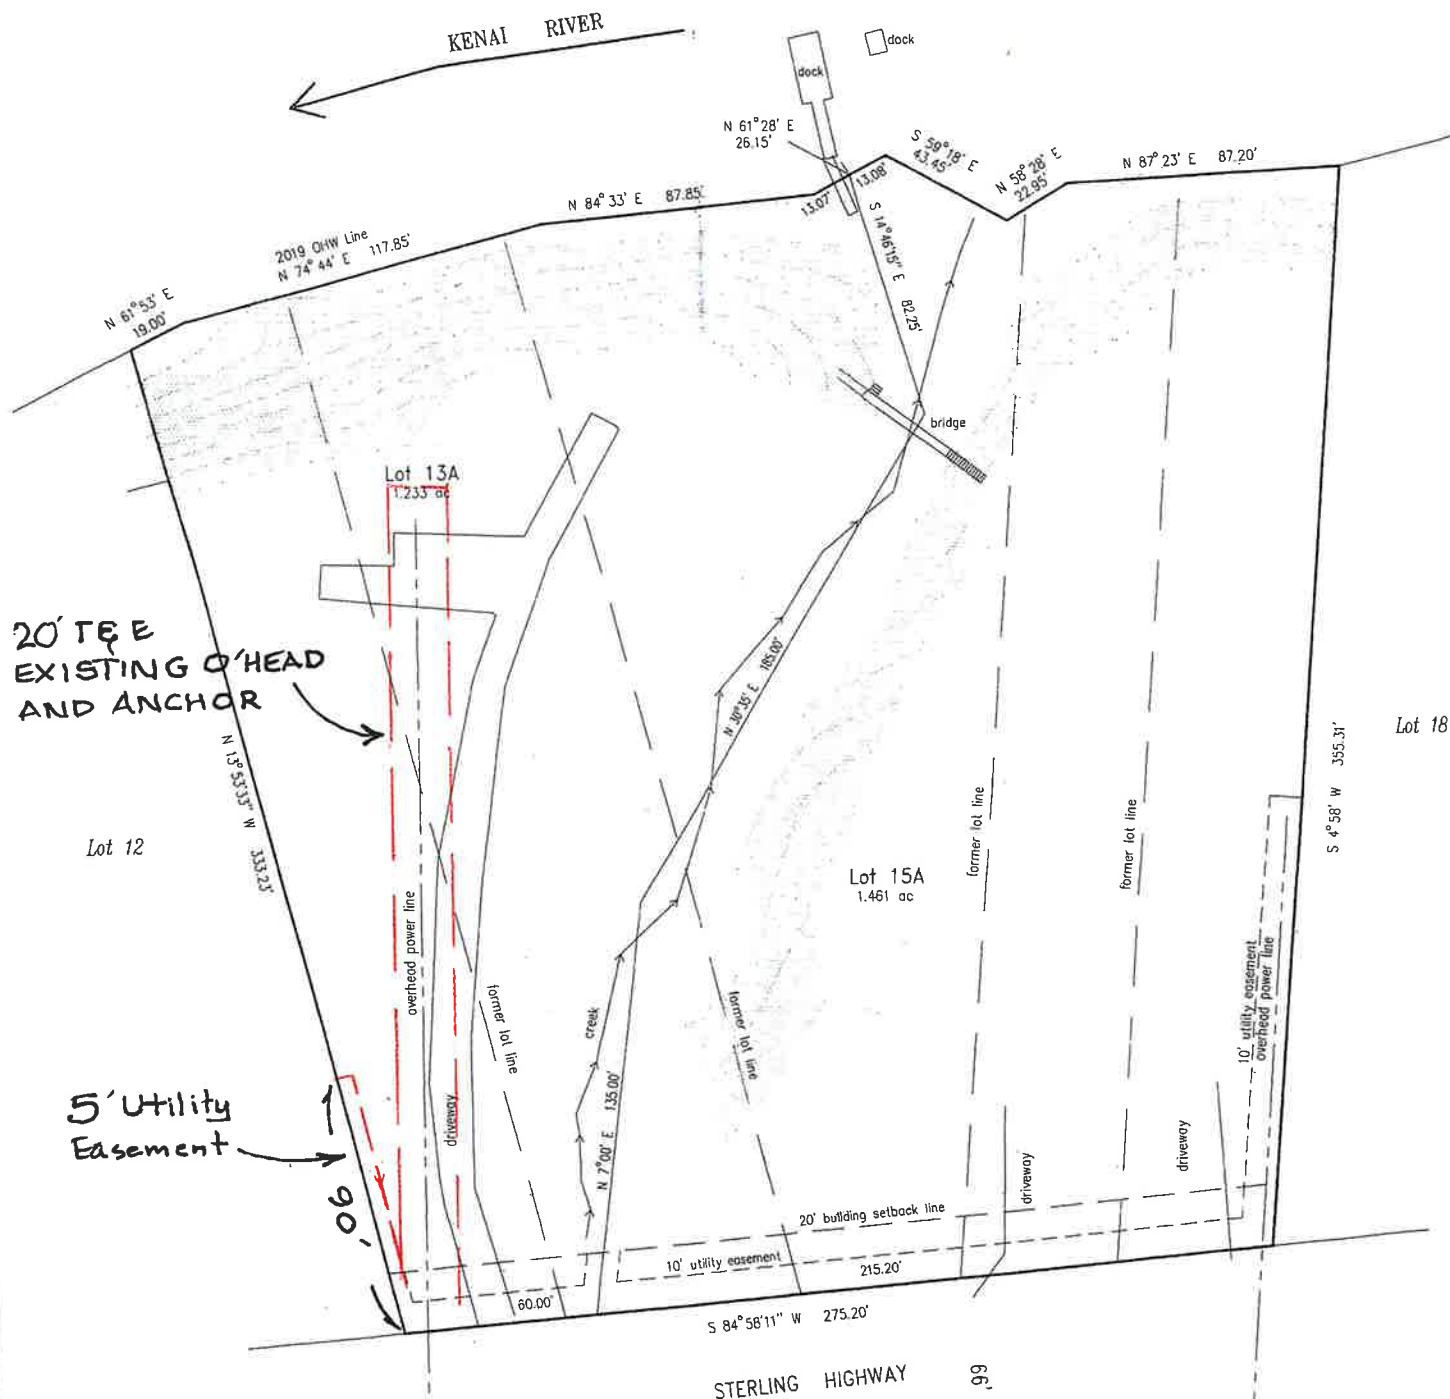 KENAI RIVER
dock
dock
N 61°28' E
26.15'
S 59°18' E
43.45'
N 58°28' E
22.95'
N 87°23' E 87.20'
13.08'
13.07'
N 84°33' E 87.85'
2019 OHW Line
N 74°44' E 117.85'
N 61°53' E
19.00'
S 14°46'15" E 82.25'
bridge
Lot 13A
1.233 ac
20' T&E
EXISTING O'HEAD
AND ANCHOR
N 13°53'33" W 333.23'
Lot 12
N 30°35' E 185.00'
Lot 18
S 4°58' W 355.31'
former lot line
former lot line
Lot 15A
1.461 ac
overhead power line
former lot line
former lot line
creek
N 7°00' E 135.00'
10' utility easement
overhead power line
5' Utility
Easement
90'
driveway
driveway
driveway
20' building setback line
10' utility easement
215.20'
60.00'
S 84°58'11" W 275.20'
STERLING HIGHWAY
66'